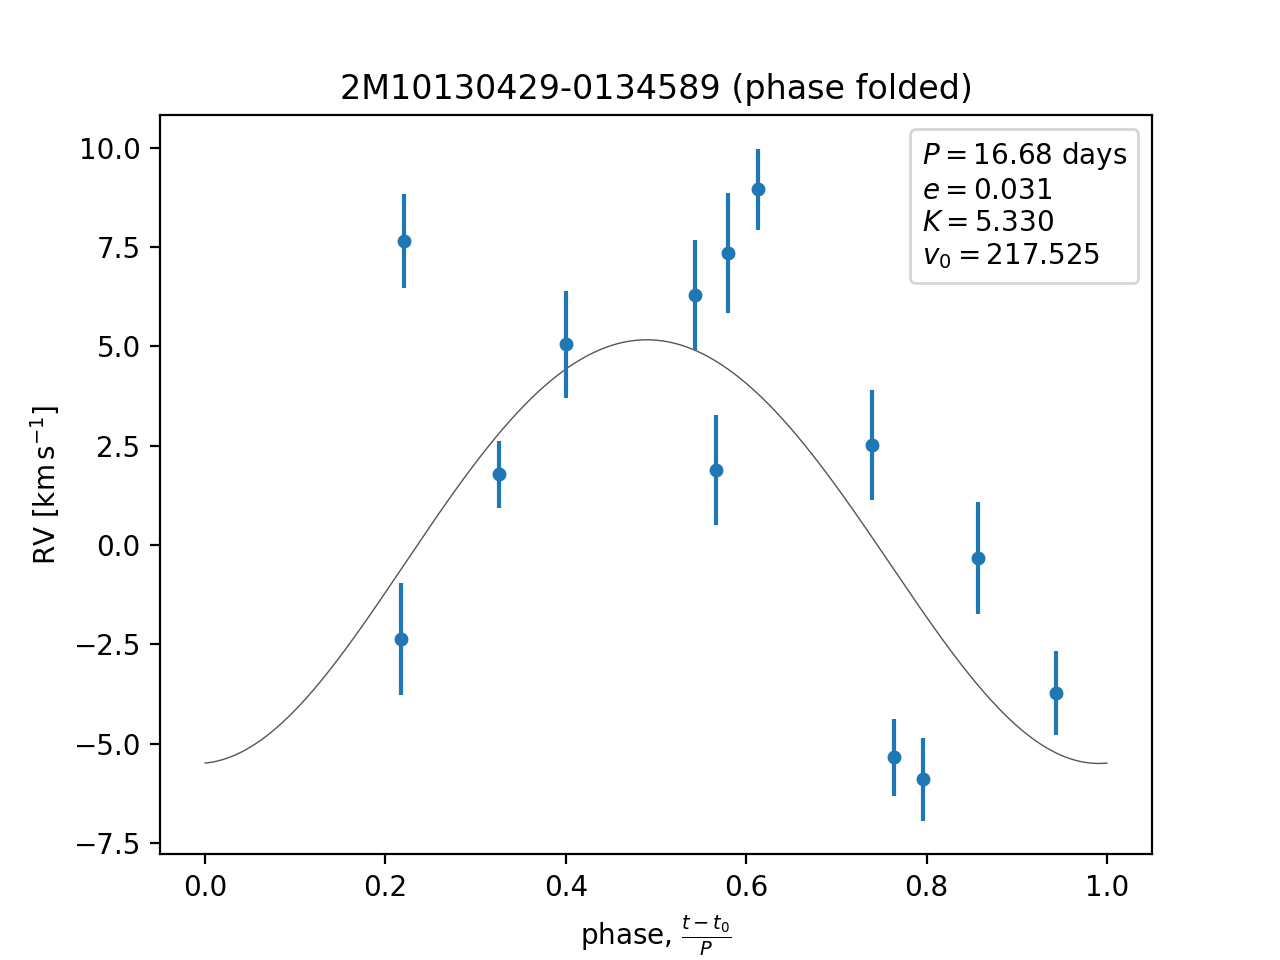 2M10130429-0134589 (phase folded)
P = 16.68 days
e = 0.031
K = 5.330
v₀ = 217.525
10.0
7.5
5.0
2.5
0.0
−2.5
−5.0
−7.5
RV [km s⁻¹]
0.0 0.2 0.4 0.6 0.8 1.0
phase, (t − t₀)/P